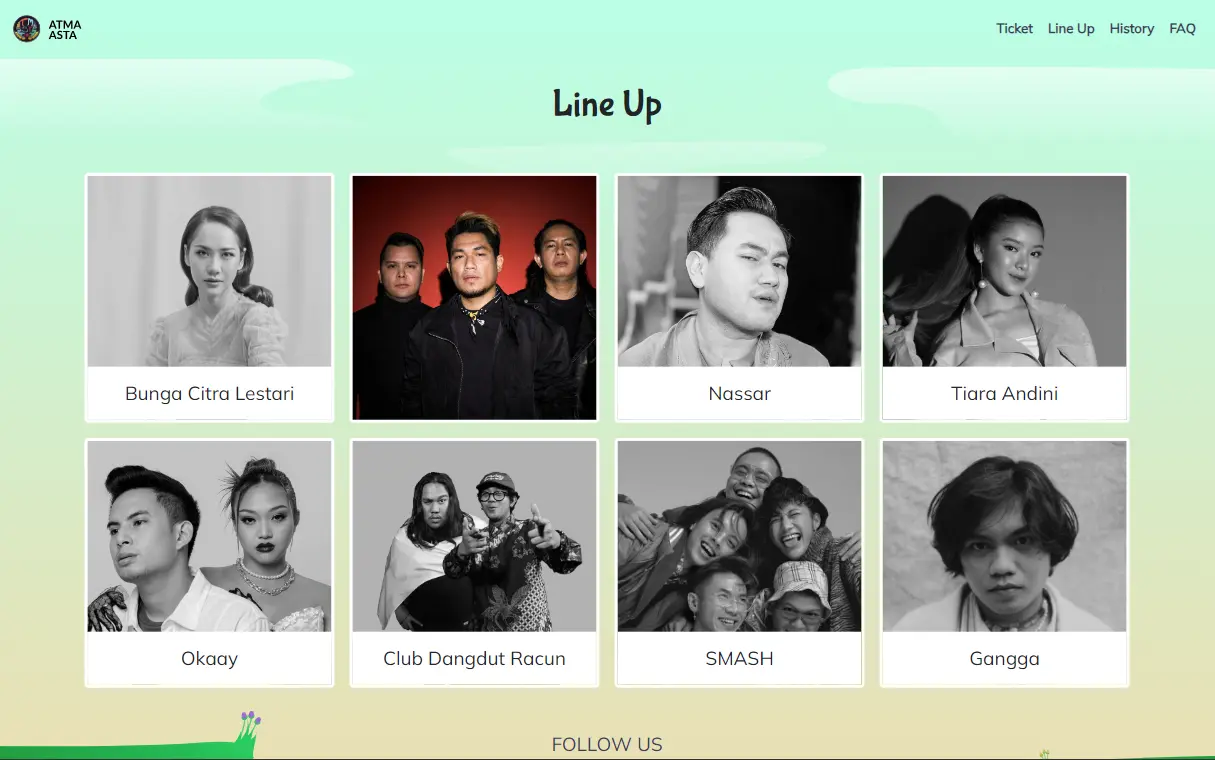 ATMA
ASTA
Ticket
Line Up
History
FAQ
Line Up
Bunga Citra Lestari
Nassar
Tiara Andini
Okaay
Club Dangdut Racun
SMASH
Gangga
FOLLOW US